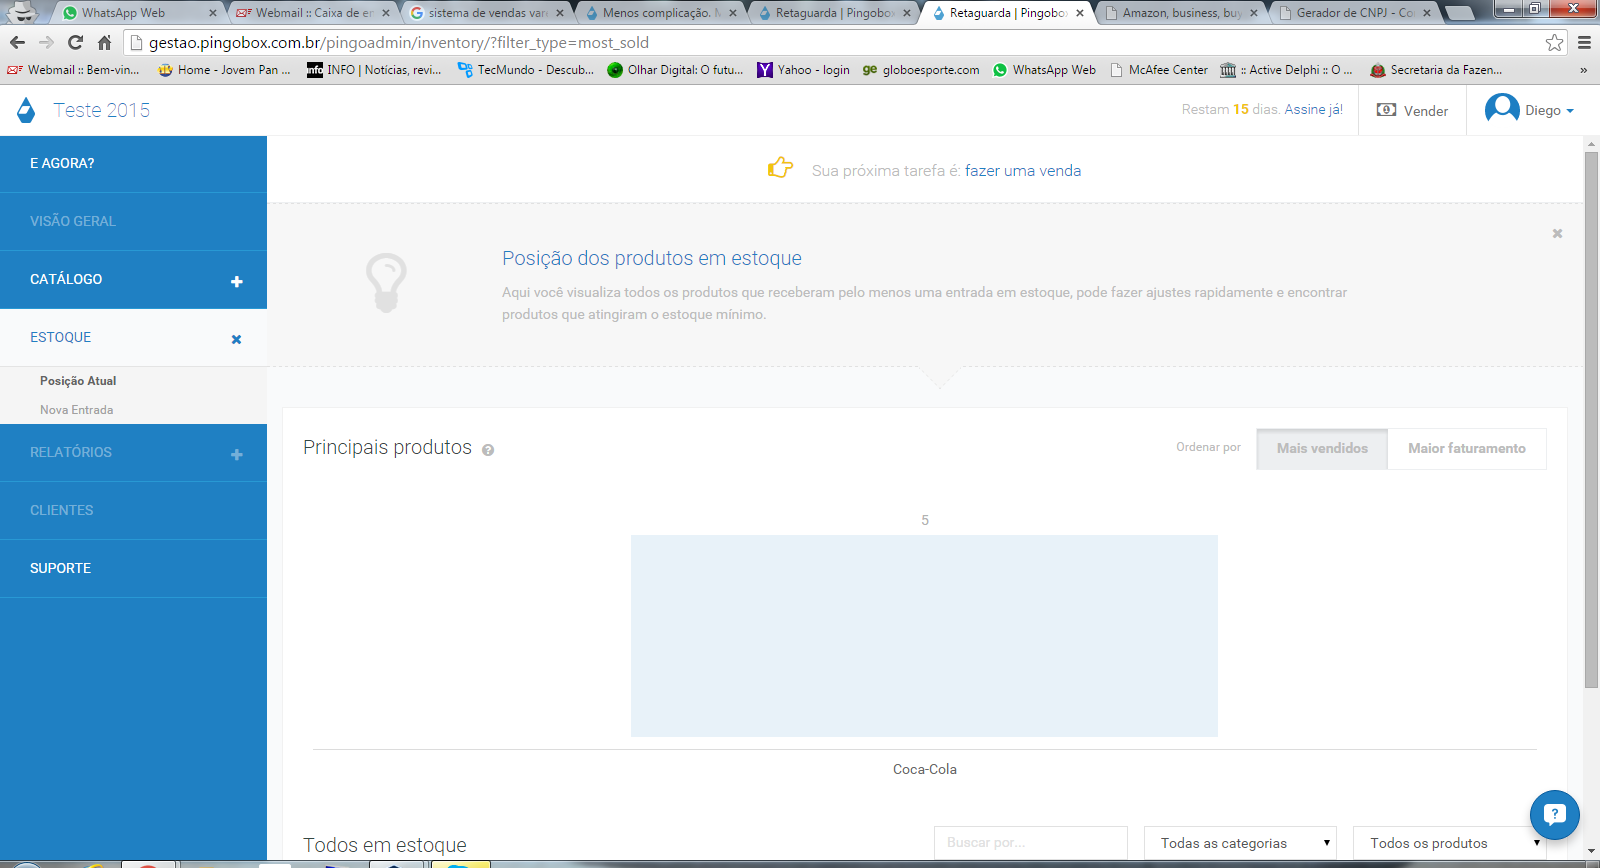 WhatsApp Web
Webmail :: Caixa de en
sistema de vendas vare
Menos complicação. M
Retaguarda | Pingobox
Retaguarda | Pingobox
Amazon, business, buy
Gerador de CNPJ - Co
gestao.pingobox.com.br/pingoadmin/inventory/?filter_type=most_sold
Webmail :: Bem-vin...
Home - Jovem Pan ...
INFO | Notícias, revi...
TecMundo - Descub...
Olhar Digital: O futu...
Yahoo - login
ge globoesporte.com
WhatsApp Web
McAfee Center
:: Active Delphi :: O ...
Secretaria da Fazen...
»
Teste 2015
Restam 15 dias. Assine já!
Vender
Diego
E AGORA?
VISÃO GERAL
CATÁLOGO
ESTOQUE
Posição Atual
Nova Entrada
RELATÓRIOS
CLIENTES
SUPORTE
Sua próxima tarefa é: fazer uma venda
Posição dos produtos em estoque
Aqui você visualiza todos os produtos que receberam pelo menos uma entrada em estoque, pode fazer ajustes rapidamente e encontrar
produtos que atingiram o estoque mínimo.
Principais produtos ?
Ordenar por
Mais vendidos
Maior faturamento
5
Coca-Cola
Todos em estoque
Buscar por...
Todas as categorias
Todos os produtos